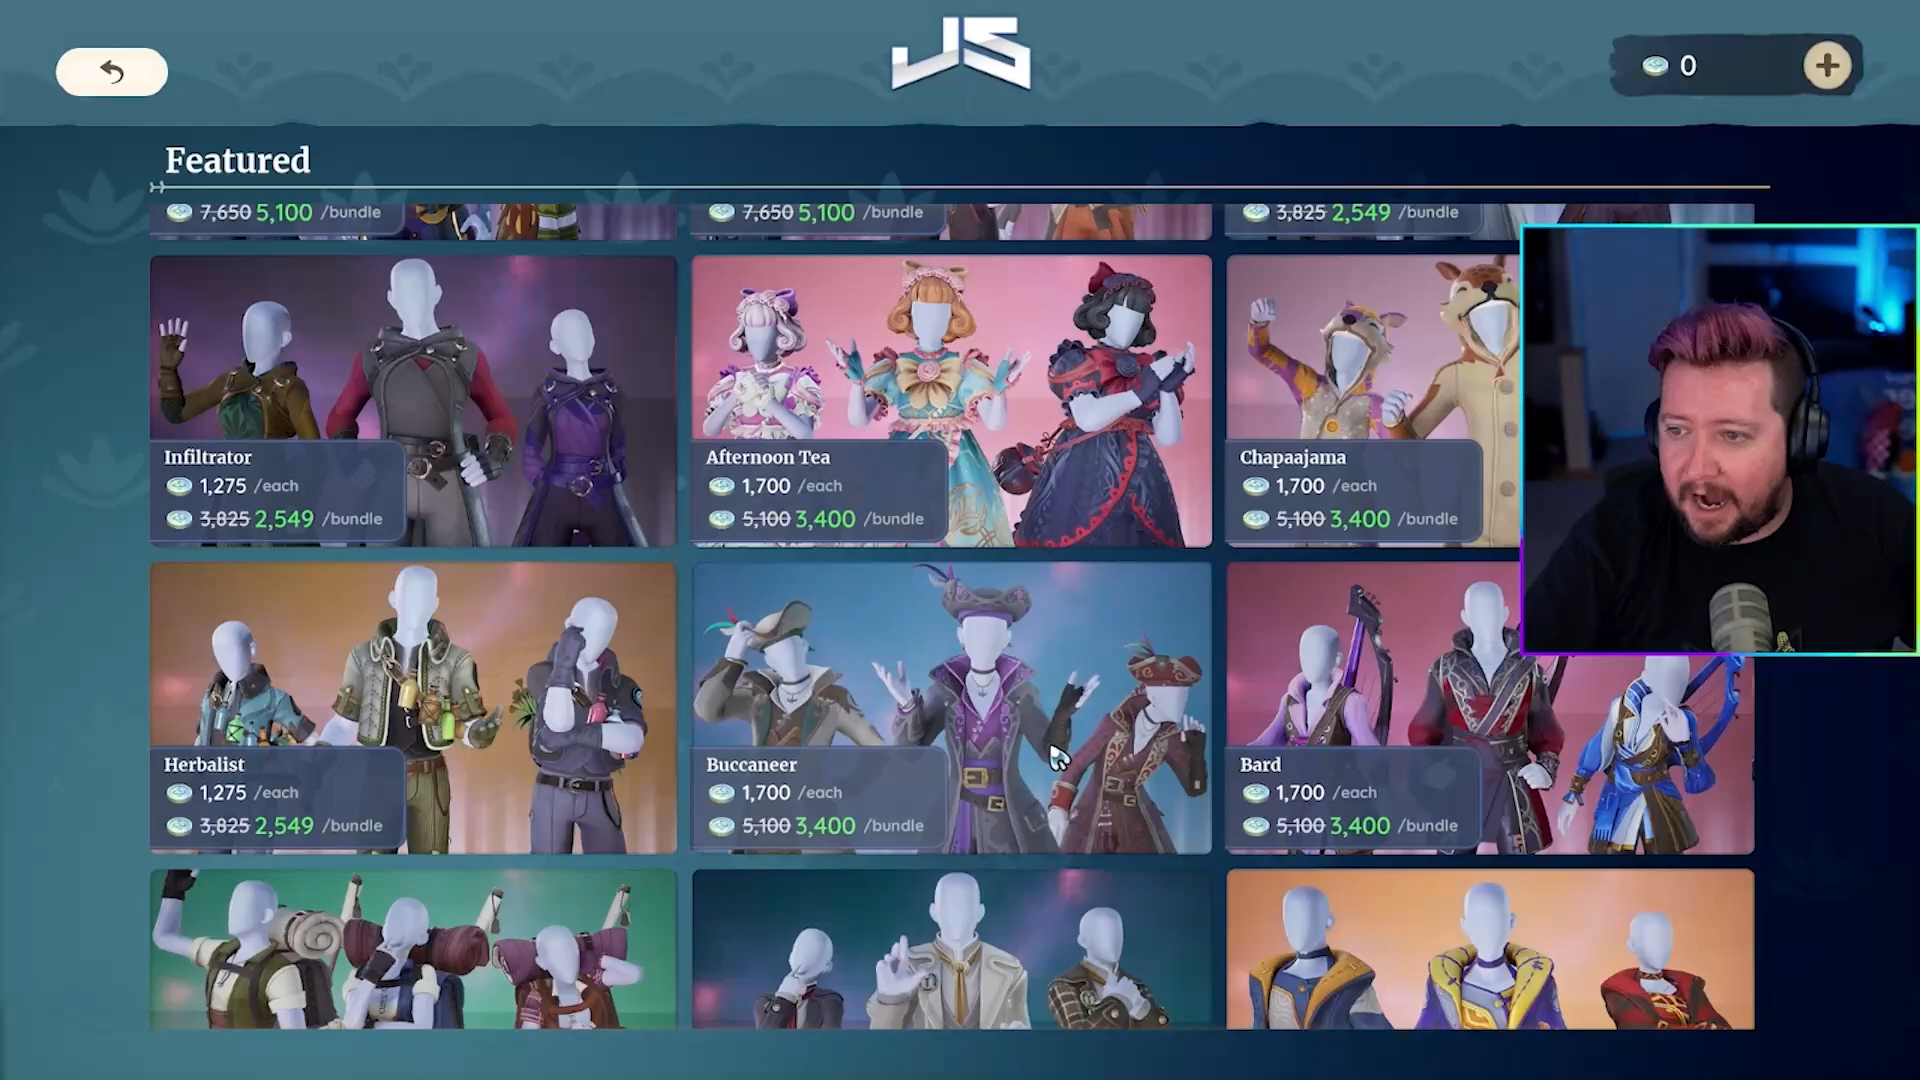 JS
0
Featured
7,650 5,100 /bundle
7,650 5,100 /bundle
3,825 2,549 /bundle
Infiltrator
1,275 /each
3,825 2,549 /bundle
Afternoon Tea
1,700 /each
5,100 3,400 /bundle
Chapaajama
1,700 /each
5,100 3,400 /bundle
Herbalist
1,275 /each
3,825 2,549 /bundle
Buccaneer
1,700 /each
5,100 3,400 /bundle
Bard
1,700 /each
5,100 3,400 /bundle